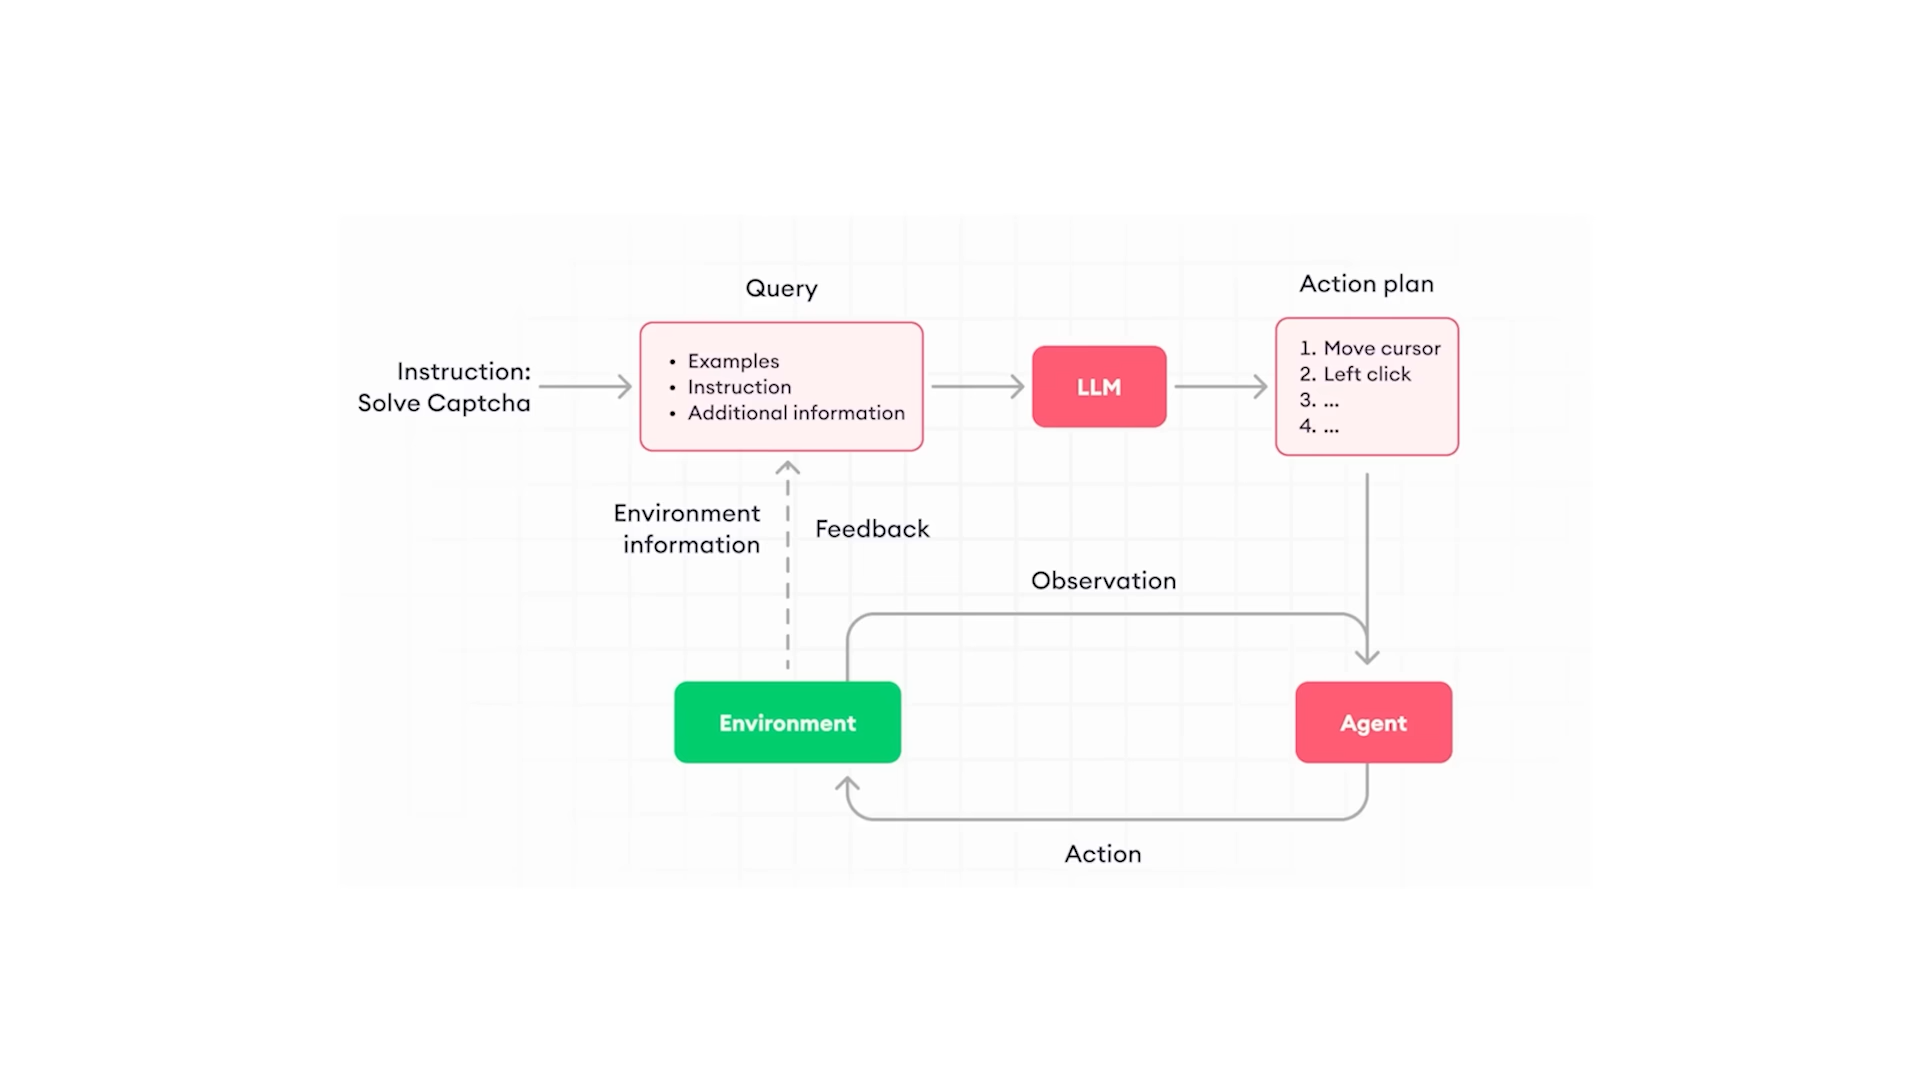 Query
Action plan
Instruction:
Solve Captcha
• Examples
• Instruction
• Additional information
LLM
1. Move cursor
2. Left click
3. ...
4. ...
Environment
information
Feedback
Observation
Environment
Agent
Action